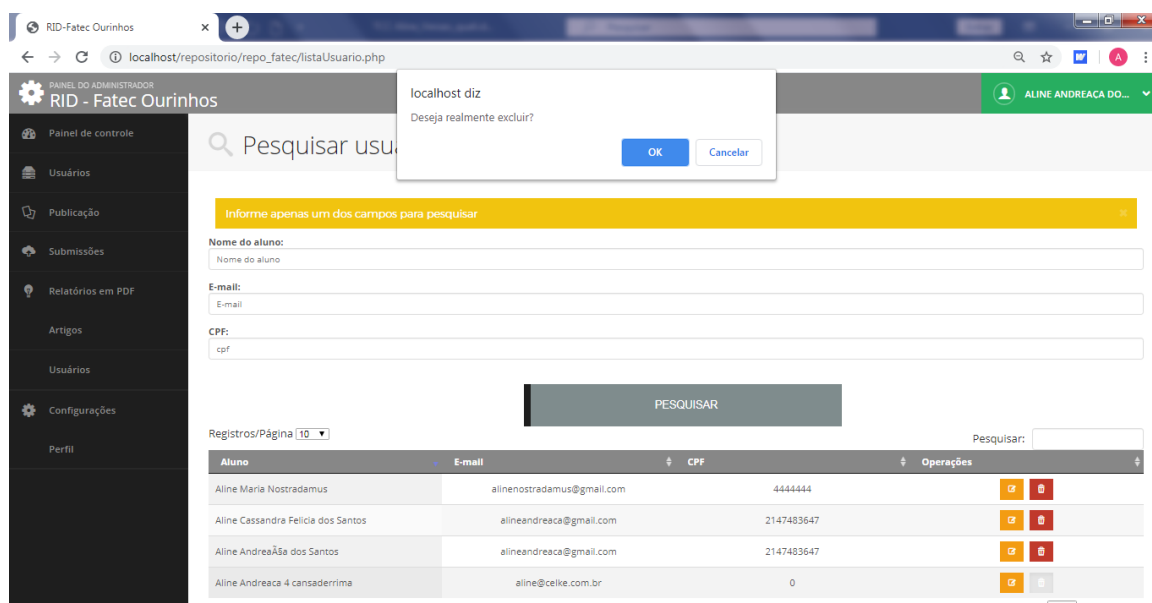 RID-Fatec Ourinhos
localhost/repositorio/repo_fatec/listaUsuario.php
A
PAINEL DO ADMINISTRADOR
RID - Fatec Ourinhos
localhost diz
Deseja realmente excluir?
OK
Cancelar
ALINE ANDREAÇA DO...
Painel de controle
Usuários
Publicação
Submissões
Relatórios em PDF
Artigos
Usuários
Configurações
Perfil
Pesquisar usu
Informe apenas um dos campos para pesquisar
Nome do aluno:
Nome do aluno
E-mail:
E-mail
CPF:
cpf
PESQUISAR
Registros/Página 10
Pesquisar:
Aluno E-mail CPF Operações
Aline Maria Nostradamus alinenostradamus@gmail.com 4444444
Aline Cassandra Felicia dos Santos alineandreaca@gmail.com 2147483647
Aline AndreaÃ§a dos Santos alineandreaca@gmail.com 2147483647
Aline Andreaca 4 cansaderrima aline@celke.com.br 0